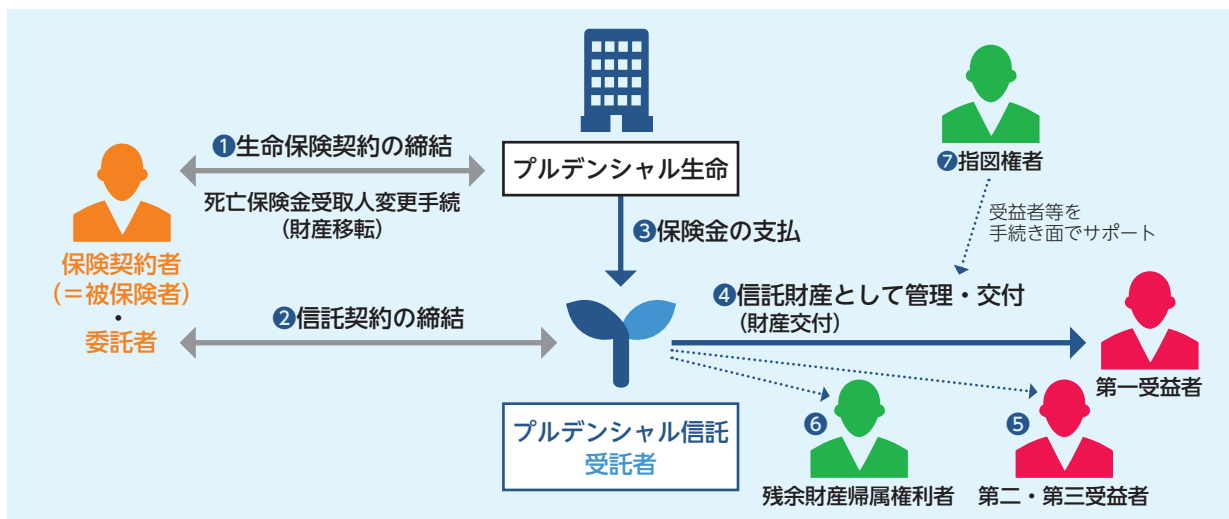 ❶生命保険契約の締結
死亡保険金受取人変更手続
(財産移転)
プルデンシャル生命
❼指図権者
受益者等を
手続き面でサポート
保険契約者
(=被保険者)
・
委託者
❸保険金の支払
❷信託契約の締結
❹信託財産として管理・交付
(財産交付)
第一受益者
プルデンシャル信託
受託者
❻
残余財産帰属権利者
❺
第二・第三受益者